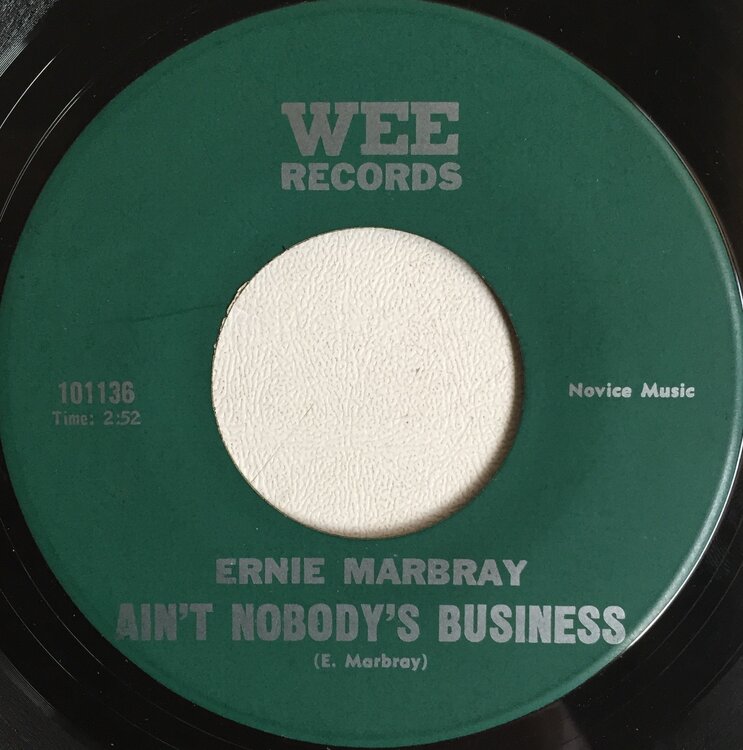 WEE
RECORDS
101136
Time: 2:52
Novice Music
ERNIE MARBRAY
AIN'T NOBODY'S BUSINESS
(E. Marbray)